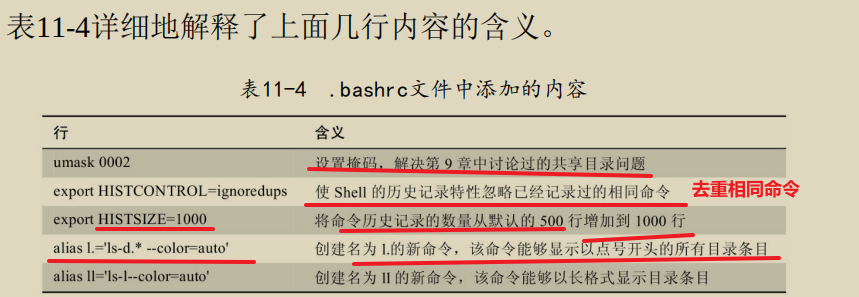 表11-4详细地解释了上面几行内容的含义。
表11-4 .bashrc文件中添加的内容
行 含义
umask 0002 设置掩码，解决第 9 章中讨论过的共享目录问题
export HISTCONTROL=ignoredups 使 Shell 的历史记录特性忽略已经记录过的相同命令 去重相同命令
export HISTSIZE=1000 将命令历史记录的数量从默认的 500 行增加到 1000 行
alias l.='ls-d.* --color=auto' 创建名为 l.的新命令，该命令能够显示以点号开头的所有目录条目
alias ll='ls-l--color=auto' 创建名为 ll 的新命令，该命令能够以长格式显示目录条目